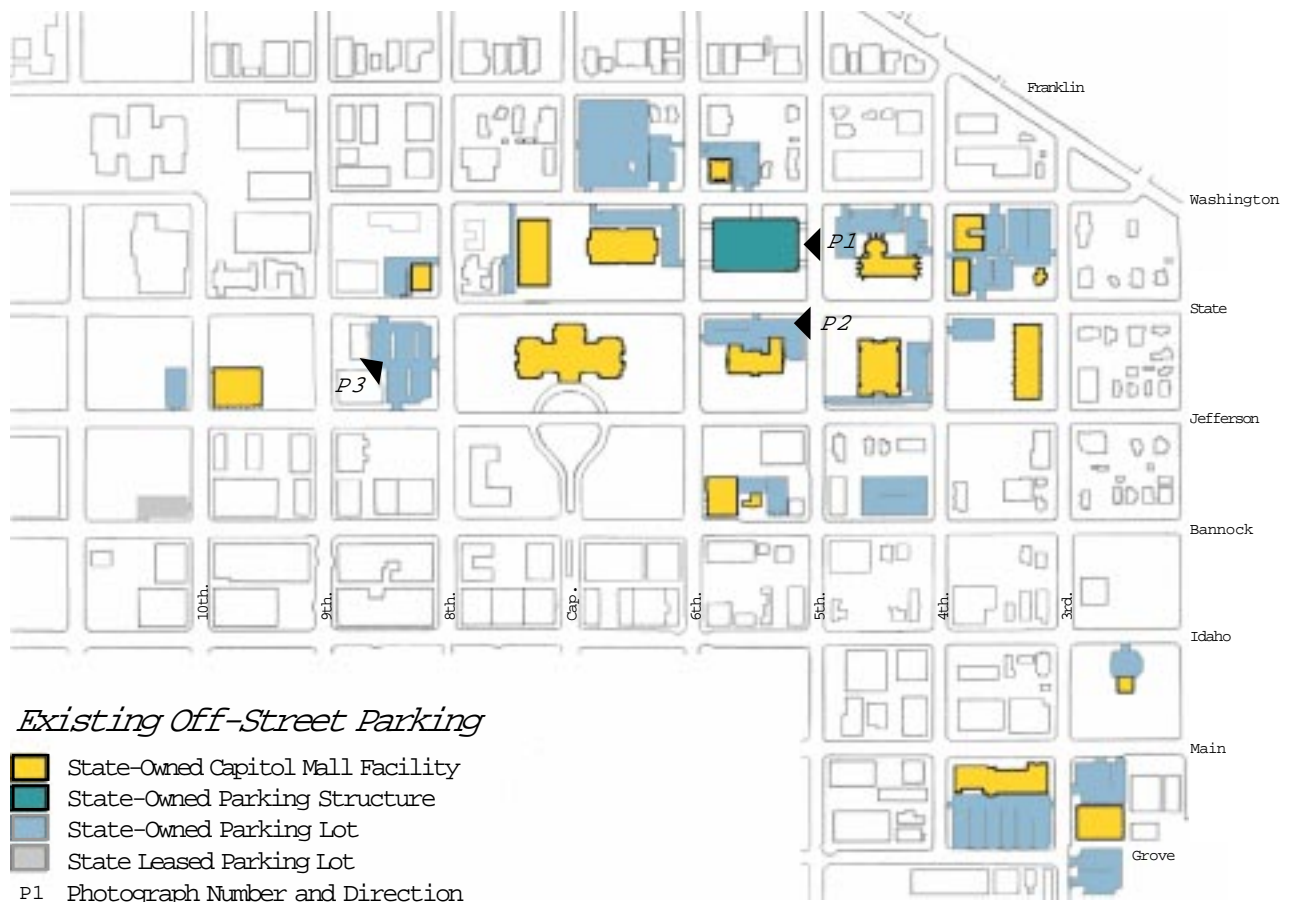 Franklin
Washington
P1
State
P2
P3
Jefferson
Bannock
10th.
9th.
8th.
Cap.
6th.
5th.
4th.
3rd.
Idaho
Existing Off-Street Parking
State-Owned Capitol Mall Facility
State-Owned Parking Structure
State-Owned Parking Lot
State Leased Parking Lot
P1 Photograph Number and Direction
Main
Grove